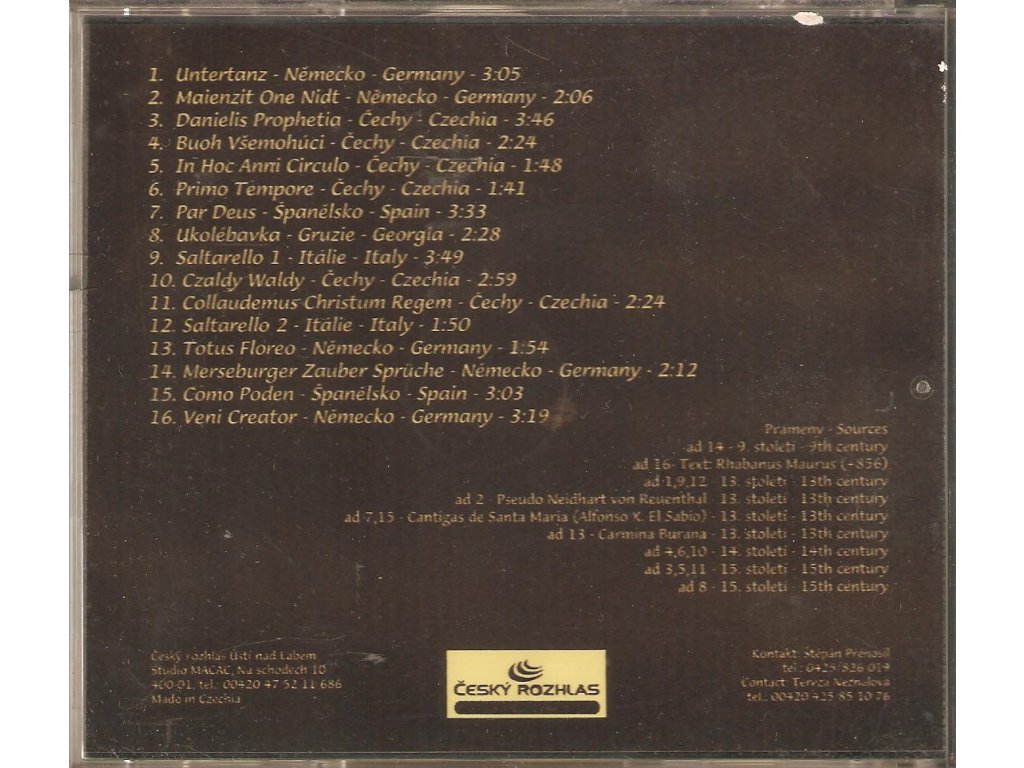 1. Untertanz - Německo - Germany - 3:05
2. Maienzit One Nidt - Německo - Germany - 2:06
3. Danielis Prophetia - Čechy - Czechia - 3:46
4. Buoh Všemohúci - Čechy - Czechia - 2:24
5. In Hoc Anni Circulo - Čechy - Czechia - 1:48
6. Primo Tempore - Čechy - Czechia - 1:41
7. Par Deus - Španělsko - Spain - 3:33
8. Ukolébavka - Gruzie - Georgia - 2:28
9. Saltarello 1 - Itálie - Italy - 3:49
10. Czaldy Waldy - Čechy - Czechia - 2:59
11. Collaudemus Christum Regem - Čechy - Czechia - 2:24
12. Saltarello 2 - Itálie - Italy - 1:50
13. Totus Floreo - Německo - Germany - 1:54
14. Merseburger Zauber Sprüche - Německo - Germany - 2:12
15. Como Poden - Španělsko - Spain - 3:03
16. Veni Creator - Německo - Germany - 3:19
Prameny - Sources
ad 14 - 9. století - 9th century
ad 16- Text: Rhabanus Maurus (+856)
ad 1,9,12 - 13. století - 13th century
ad 2 - Pseudo Neidhart von Reuenthal - 13. století - 13th century
ad 7,15 - Cantigas de Santa Maria (Alfonso X. El Sabio) - 13. století - 13th century
ad 13 - Carmina Burana - 13. století - 13th century
ad 4,6,10 - 14. století - 14th century
ad 3,5,11 - 15. století - 15th century
ad 8 - 15. století - 15th century
Český rozhlas Ústí nad Labem
Studio MACAC, Na schodech 10
400 01, tel.: 00420 47 52 11 686
Made in Czechia
ČESKÝ ROZHLAS
Kontakt: Štěpán Přenosil
tel.: 0425/826 019
Contact: Tereza Neznalová
tel.: 00420 425 85 10 76